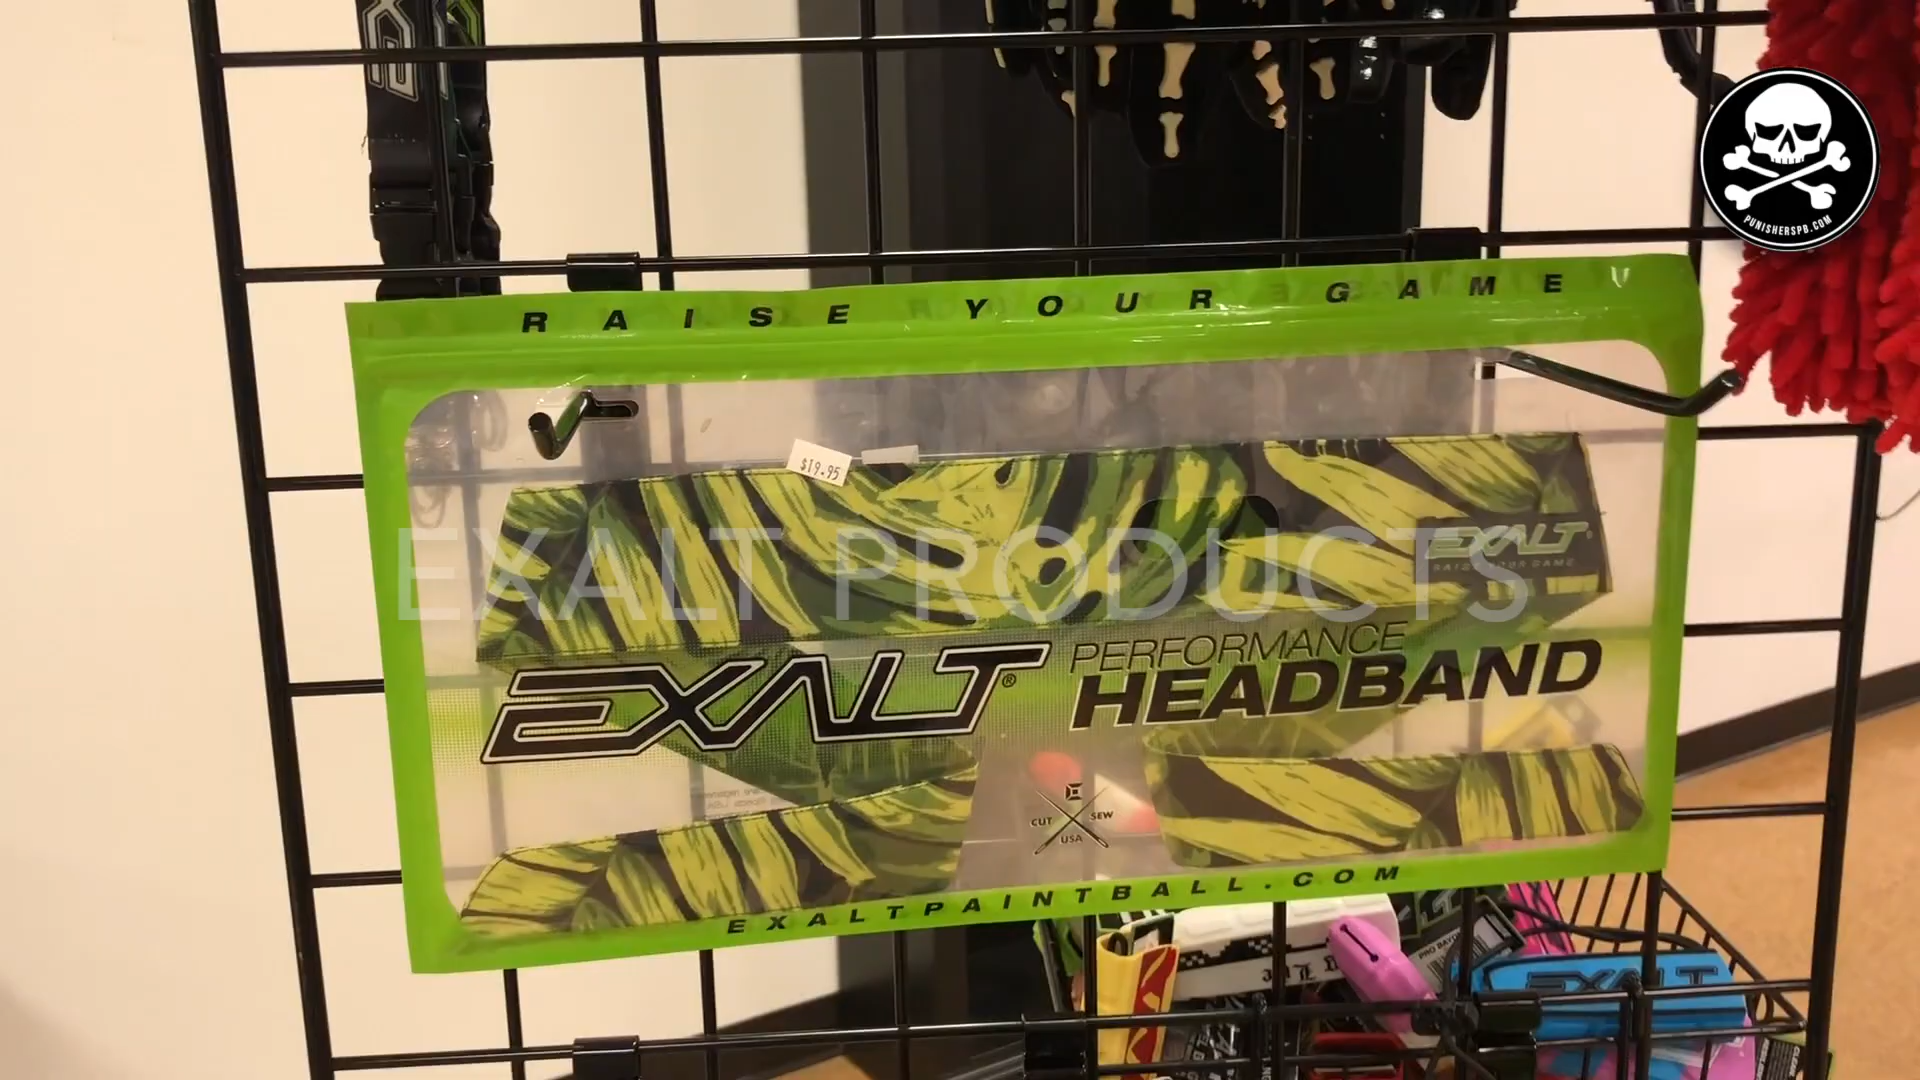 PUNISHERSPB.COM
RAISE YOUR GAME
$19.95
EXALT
RAISE YOUR GAME
EXALT PRODUCTS
EXALT®
PERFORMANCE
HEADBAND
CUT SEW
USA
EXALTPAINTBALL.COM
EXALT